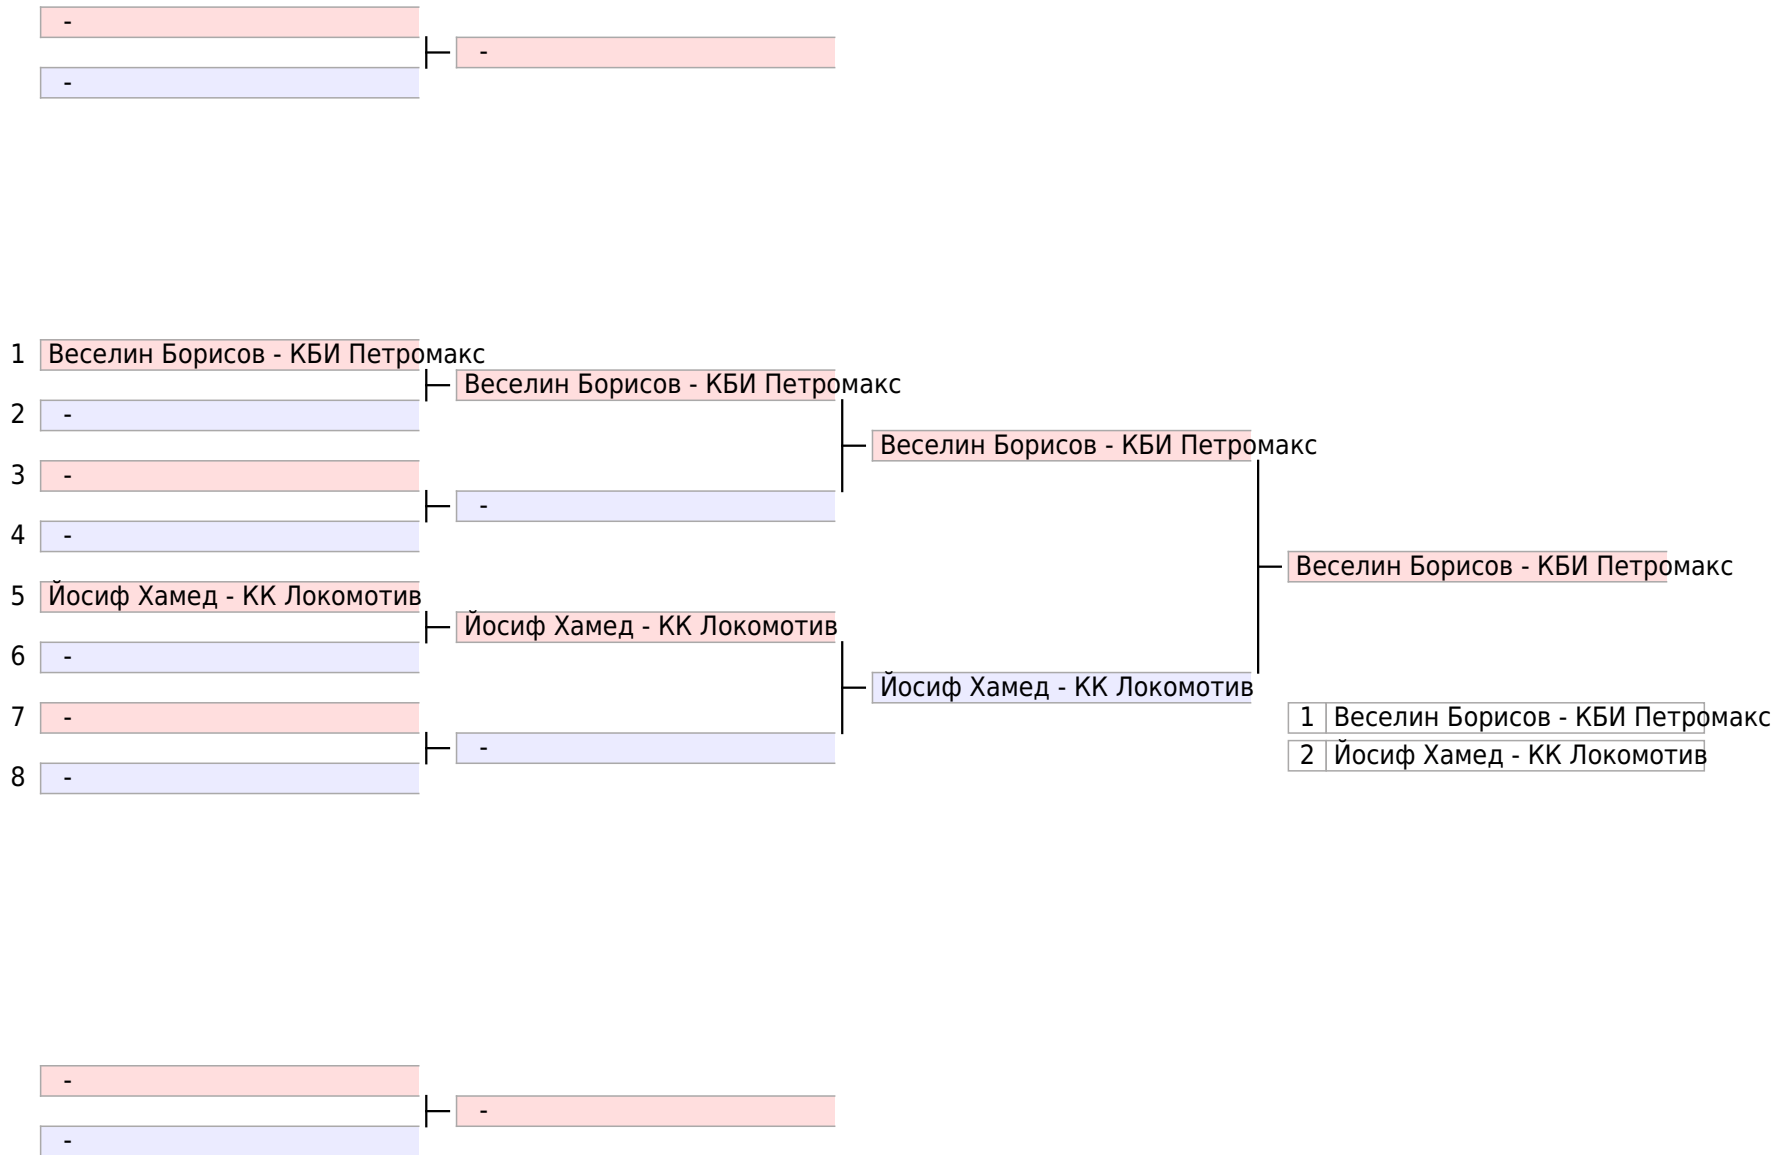 -
-
-
1 Веселин Борисов - КБИ Петромакс
Веселин Борисов - КБИ Петромакс
2 -
Веселин Борисов - КБИ Петромакс
3 -
-
4 -
Веселин Борисов - КБИ Петромакс
5 Йосиф Хамед - КК Локомотив
Йосиф Хамед - КК Локомотив
6 -
Йосиф Хамед - КК Локомотив
7 -
1 Веселин Борисов - КБИ Петромакс
-
2 Йосиф Хамед - КК Локомотив
8 -
-
-
-